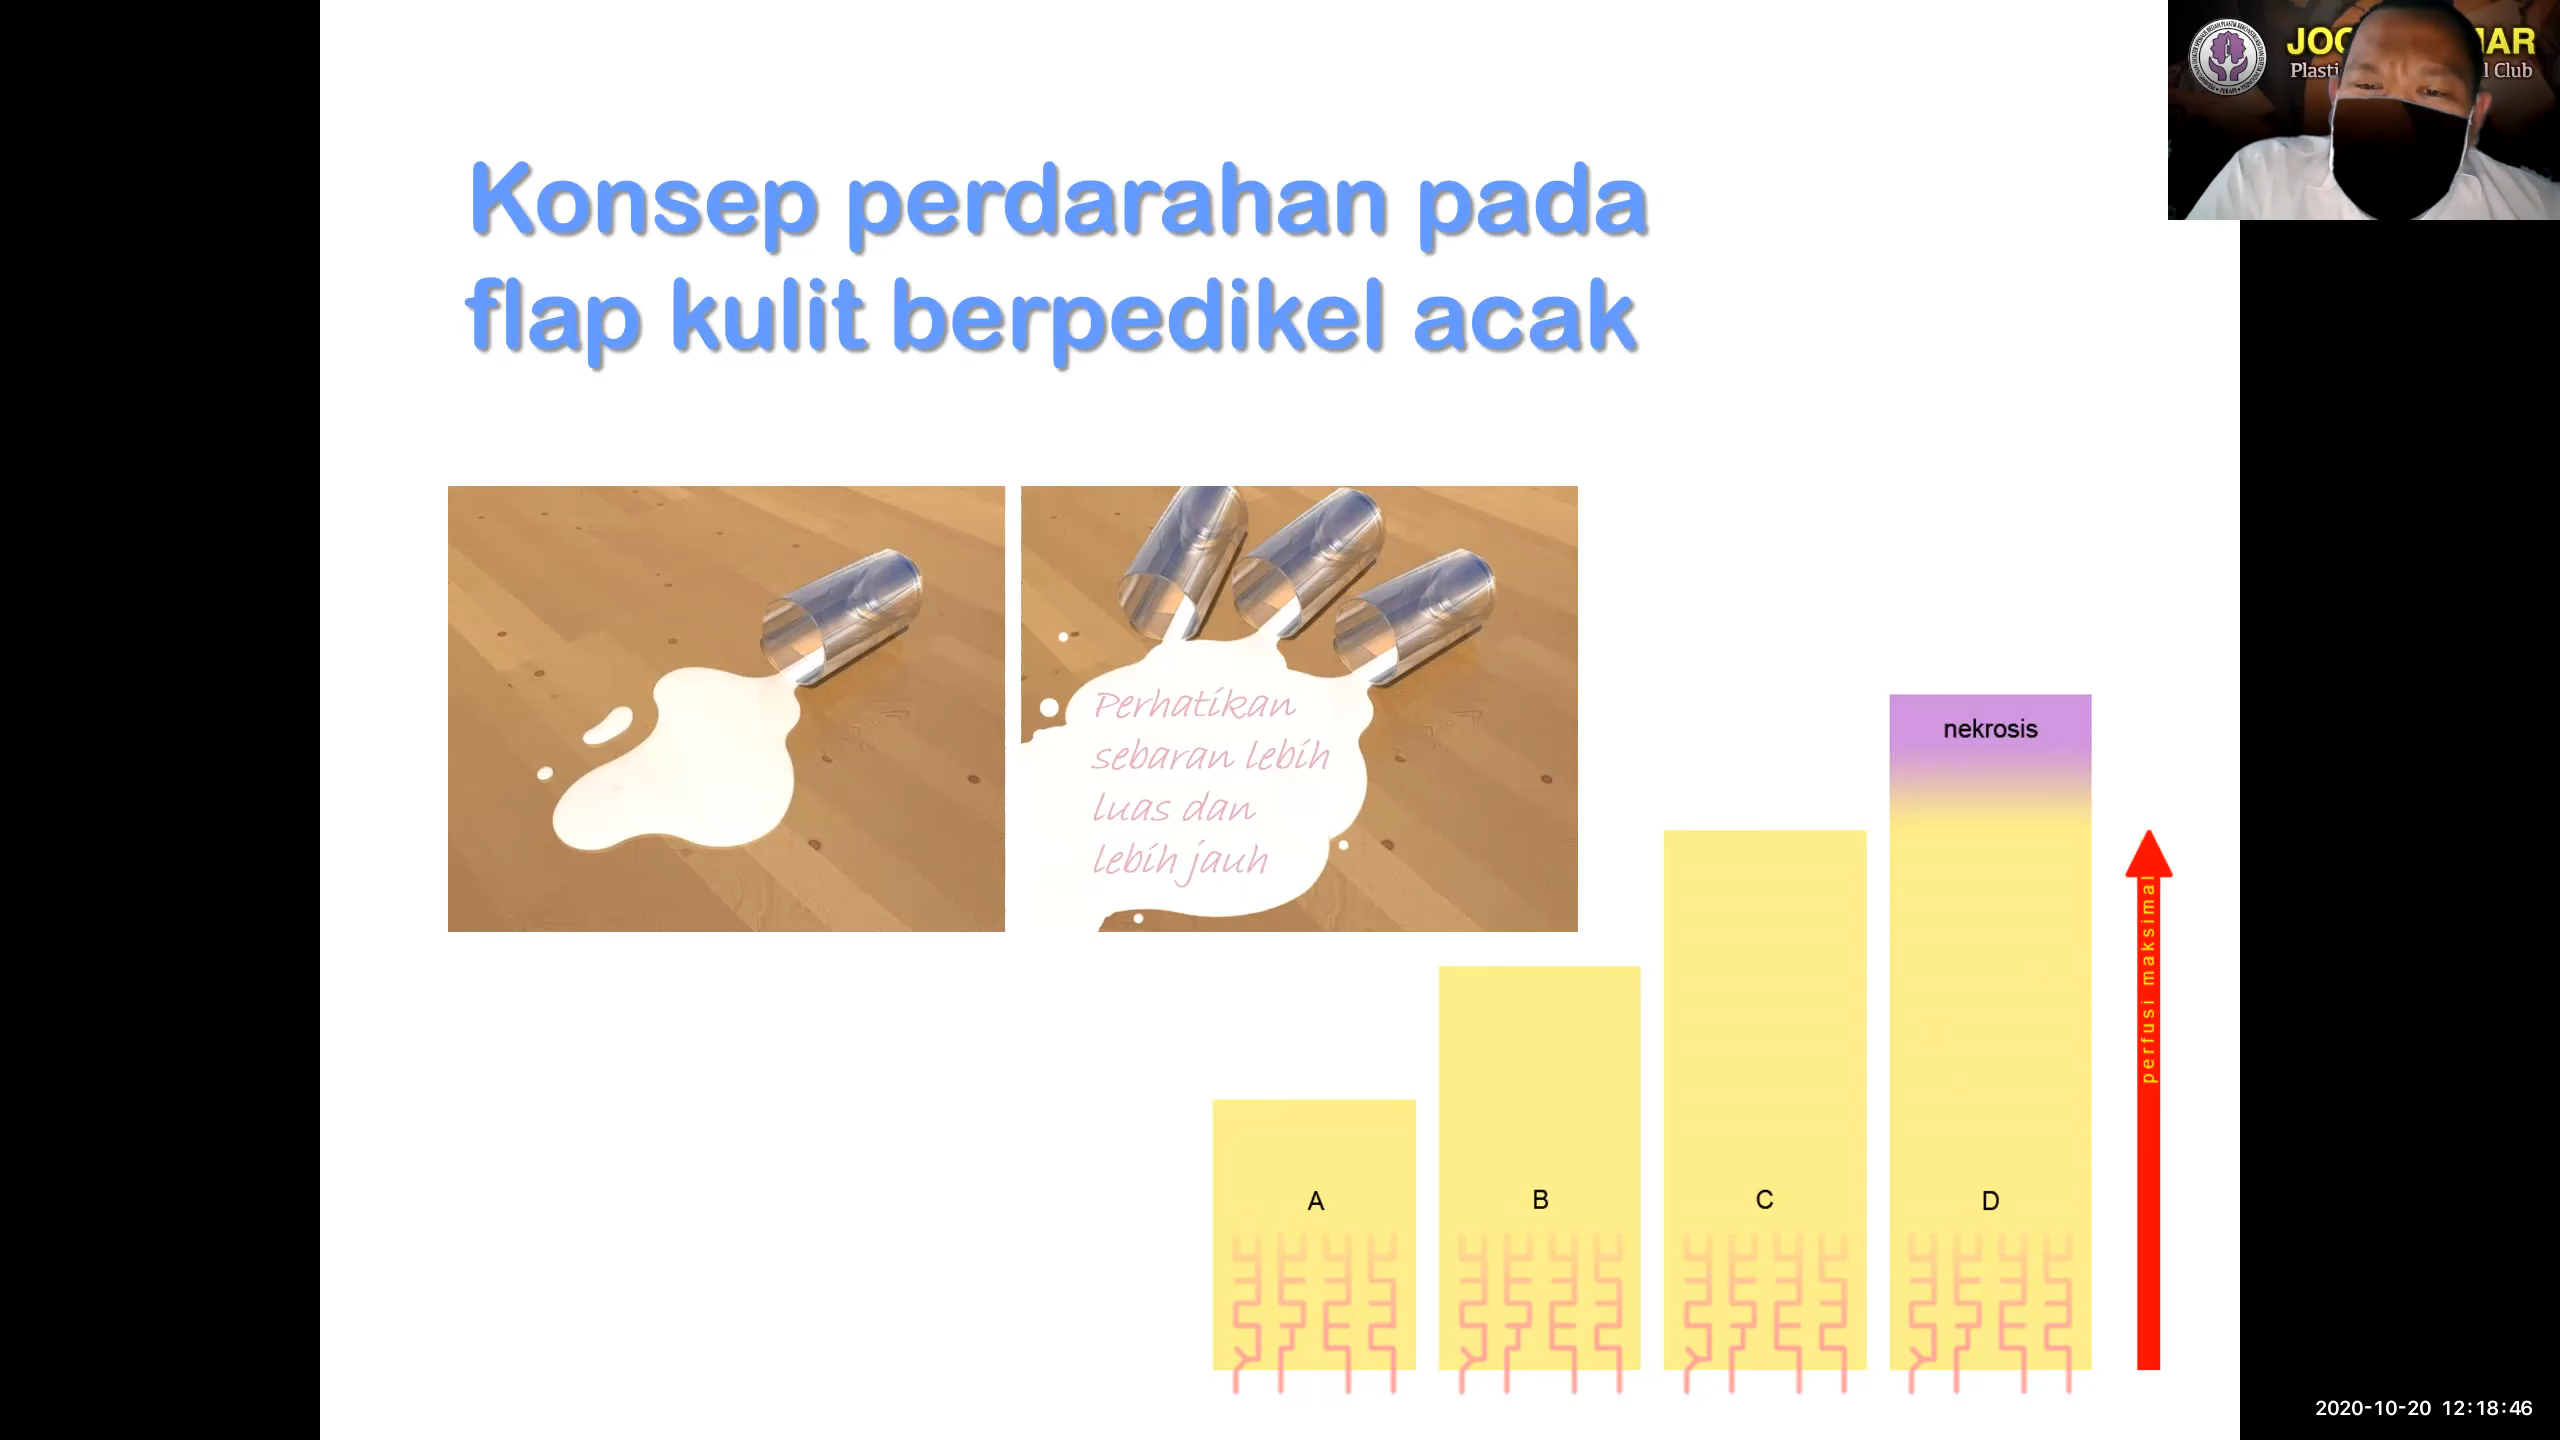 Konsep perdarahan pada
flap kulit berpedikel acak
Perhatikan
sebaran lebih
luas dan
lebih jauh
nekrosis
A
B
C
D
perfusi maksimal
2020-10-20 12:18:46